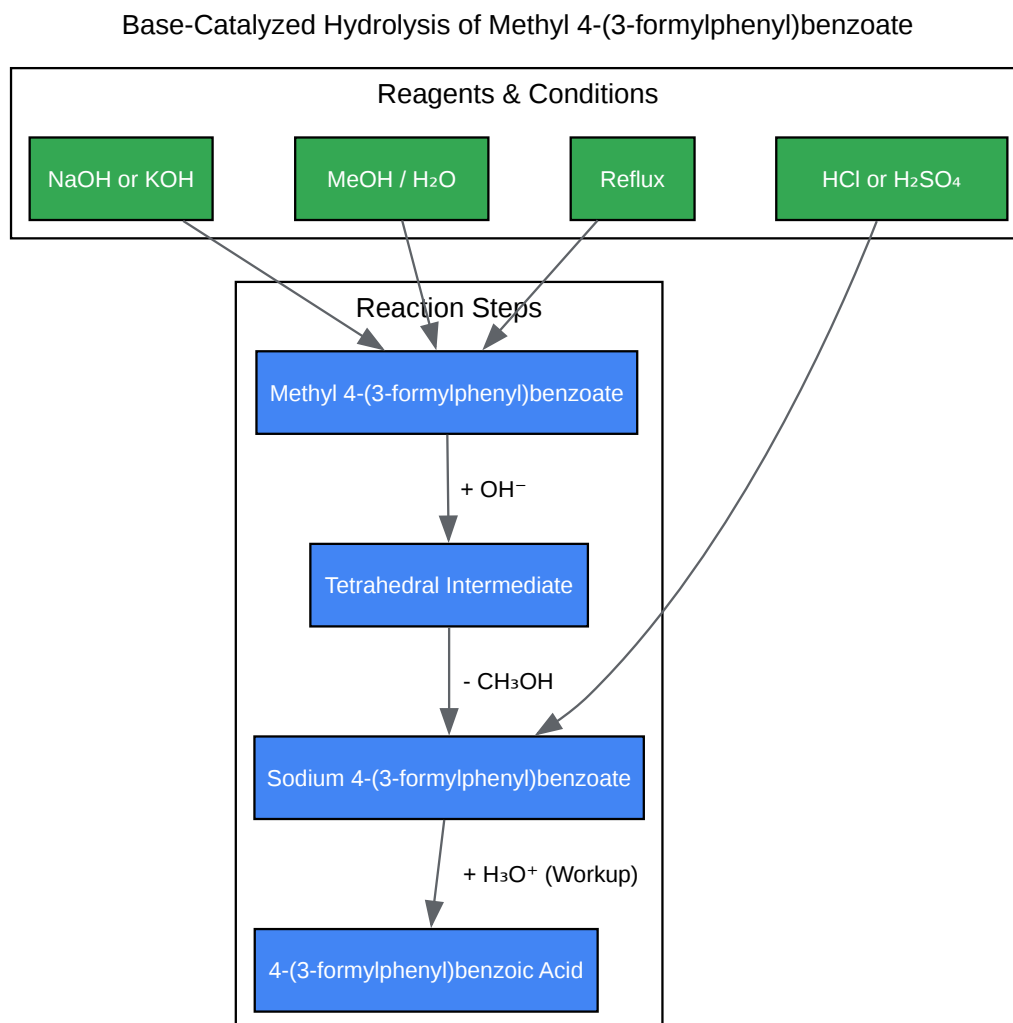 Base-Catalyzed Hydrolysis of Methyl 4-(3-formylphenyl)benzoate
Reagents & Conditions
NaOH or KOH
MeOH / H₂O
Reflux
HCl or H₂SO₄
Reaction Steps
Methyl 4-(3-formylphenyl)benzoate
+ OH⁻
Tetrahedral Intermediate
- CH₃OH
Sodium 4-(3-formylphenyl)benzoate
+ H₃O⁺ (Workup)
4-(3-formylphenyl)benzoic Acid